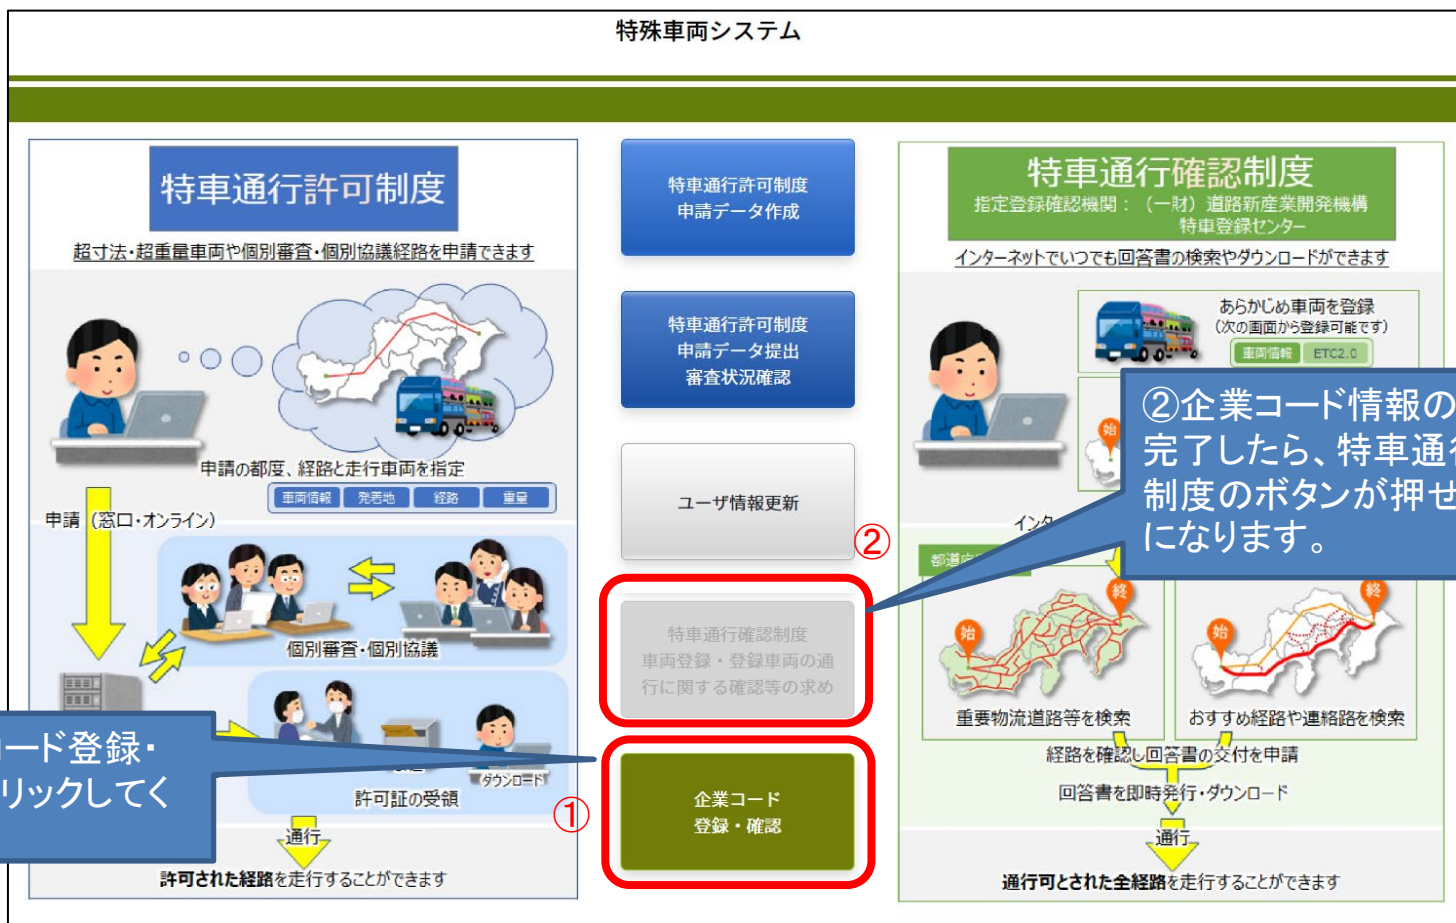 特殊車両システム
特車通行許可制度
超寸法・超重量車両や個別審査・個別協議経路を申請できます
申請の都度、経路と走行車両を指定
車両情報 発着地 経路 重量
申請（窓口・オンライン）
個別審査・個別協議
ダウンロード
許可証の受領
通行
許可された経路を走行することができます
コード登録・
リックしてく
特車通行許可制度
申請データ作成
特車通行許可制度
申請データ提出
審査状況確認
ユーザ情報更新
②
特車通行確認制度
車両登録・登録車両の通
行に関する確認等の求め
①
企業コード
登録・確認
特車通行確認制度
指定登録確認機関：（一財）道路新産業開発機構
特車登録センター
インターネットでいつでも回答書の検索やダウンロードができます
あらかじめ車両を登録
（次の画面から登録可能です）
車両情報 ETC2.0
始
②企業コード情報の
完了したら、特車通行
制度のボタンが押せ
になります。
インタ
都道府
始 終
始 終
重要物流道路等を検索
おすすめ経路や連絡路を検索
経路を確認し回答書の交付を申請
回答書を即時発行・ダウンロード
通行
通行可とされた全経路を走行することができます